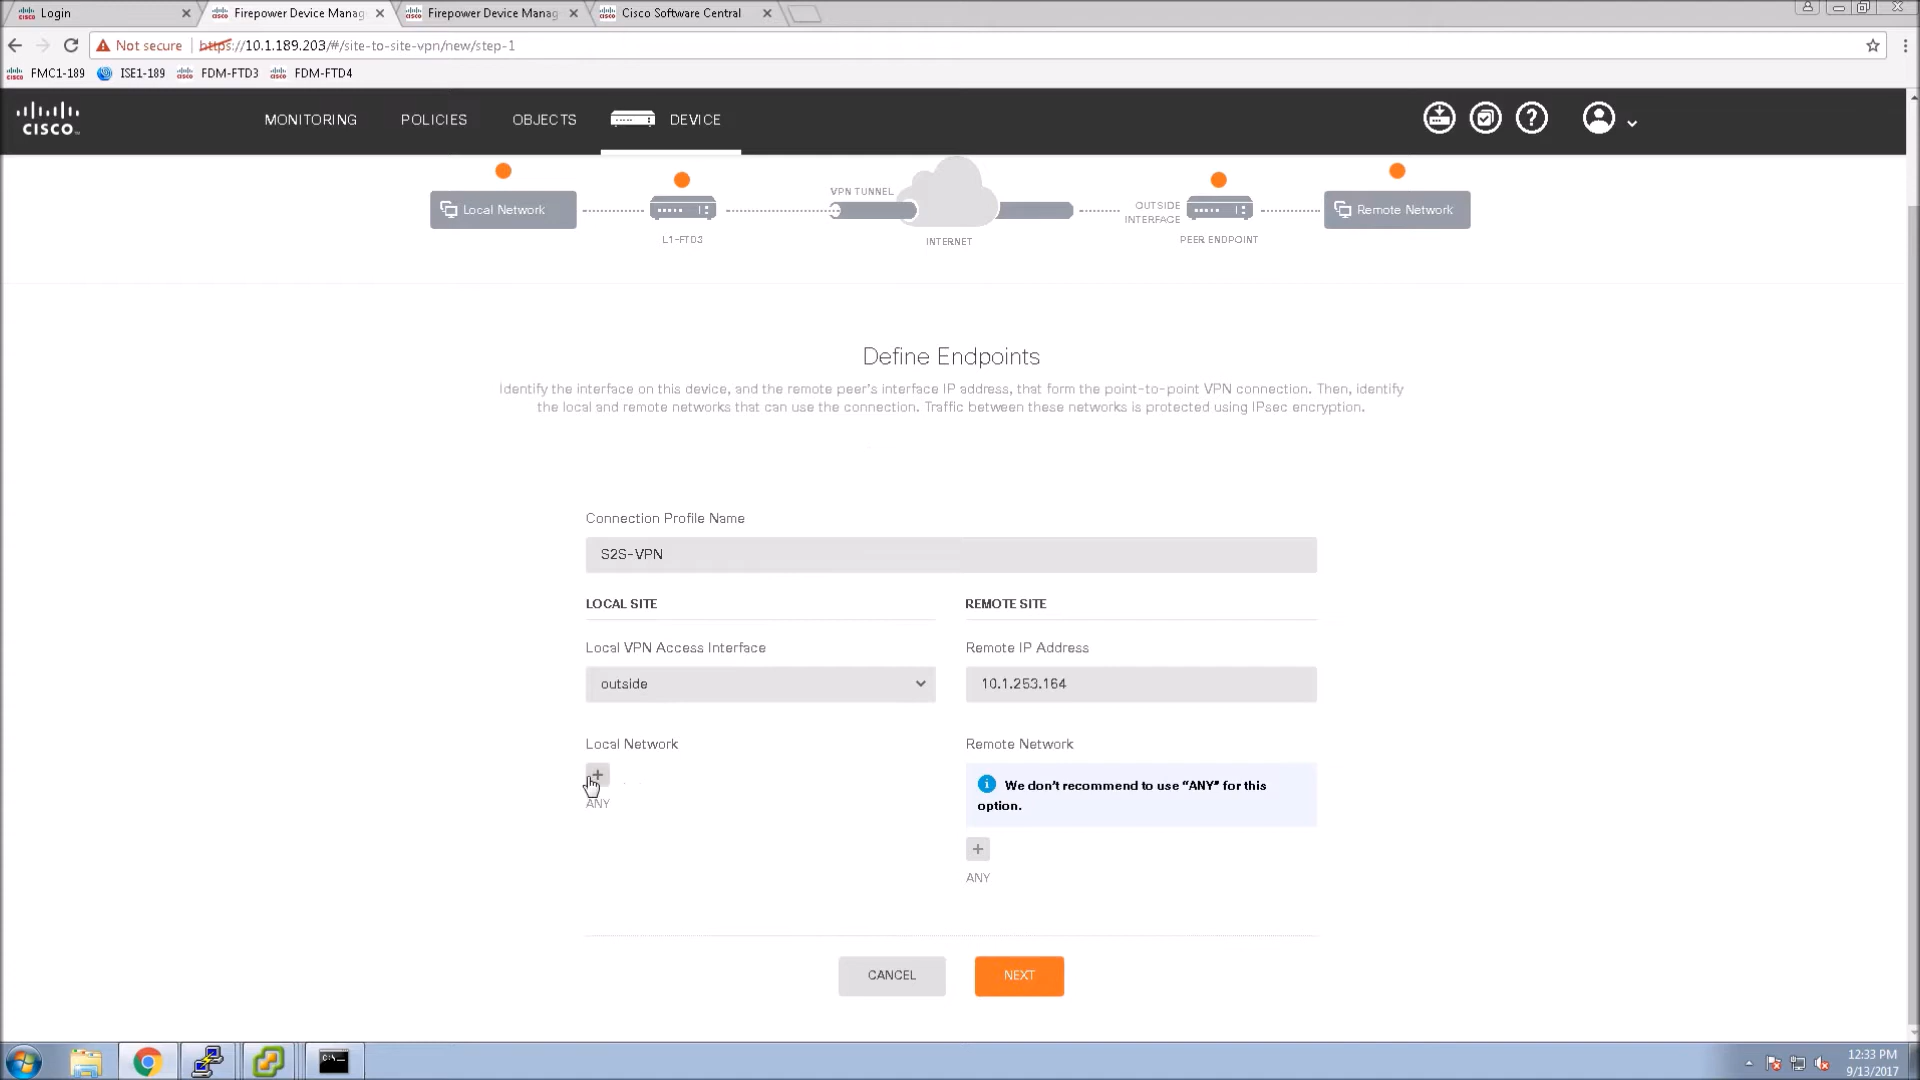 Login
Firepower Device Manag
Firepower Device Manag
Cisco Software Central
Not secure
https://10.1.189.203/#/site-to-site-vpn/new/step-1
FMC1-189
ISE1-189
FDM-FTD3
FDM-FTD4
CISCO
MONITORING
POLICIES
OBJECTS
DEVICE
Local Network
L1-FTD3
VPN TUNNEL
INTERNET
OUTSIDE
INTERFACE
PEER ENDPOINT
Remote Network
Define Endpoints
Identify the interface on this device, and the remote peer's interface IP address, that form the point-to-point VPN connection. Then, identify
the local and remote networks that can use the connection. Traffic between these networks is protected using IPsec encryption.
Connection Profile Name
S2S-VPN
LOCAL SITE
REMOTE SITE
Local VPN Access Interface
Remote IP Address
outside
10.1.253.164
Local Network
Remote Network
ANY
We don't recommend to use "ANY" for this
option.
ANY
CANCEL
NEXT
12:33 PM
9/13/2017